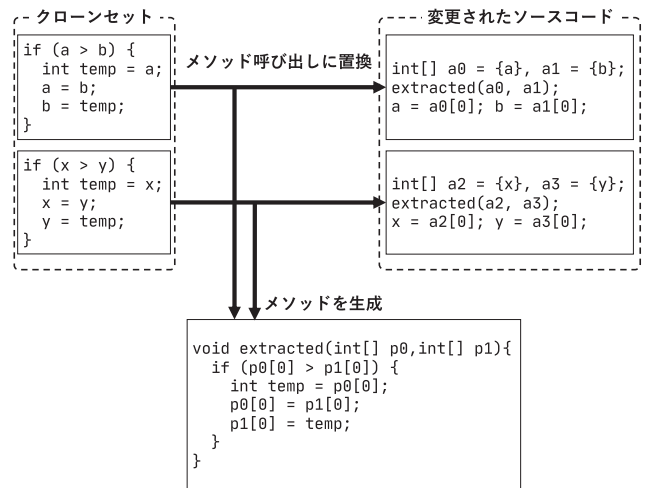 クローンセット
if (a > b) {
  int temp = a;
  a = b;
  b = temp;
}
if (x > y) {
  int temp = x;
  x = y;
  y = temp;
}
メソッド呼び出しに置換
変更されたソースコード
int[] a0 = {a}, a1 = {b};
extracted(a0, a1);
a = a0[0]; b = a1[0];
int[] a2 = {x}, a3 = {y};
extracted(a2, a3);
x = a2[0]; y = a3[0];
メソッドを生成
void extracted(int[] p0,int[] p1){
  if (p0[0] > p1[0]) {
    int temp = p0[0];
    p0[0] = p1[0];
    p1[0] = temp;
  }
}